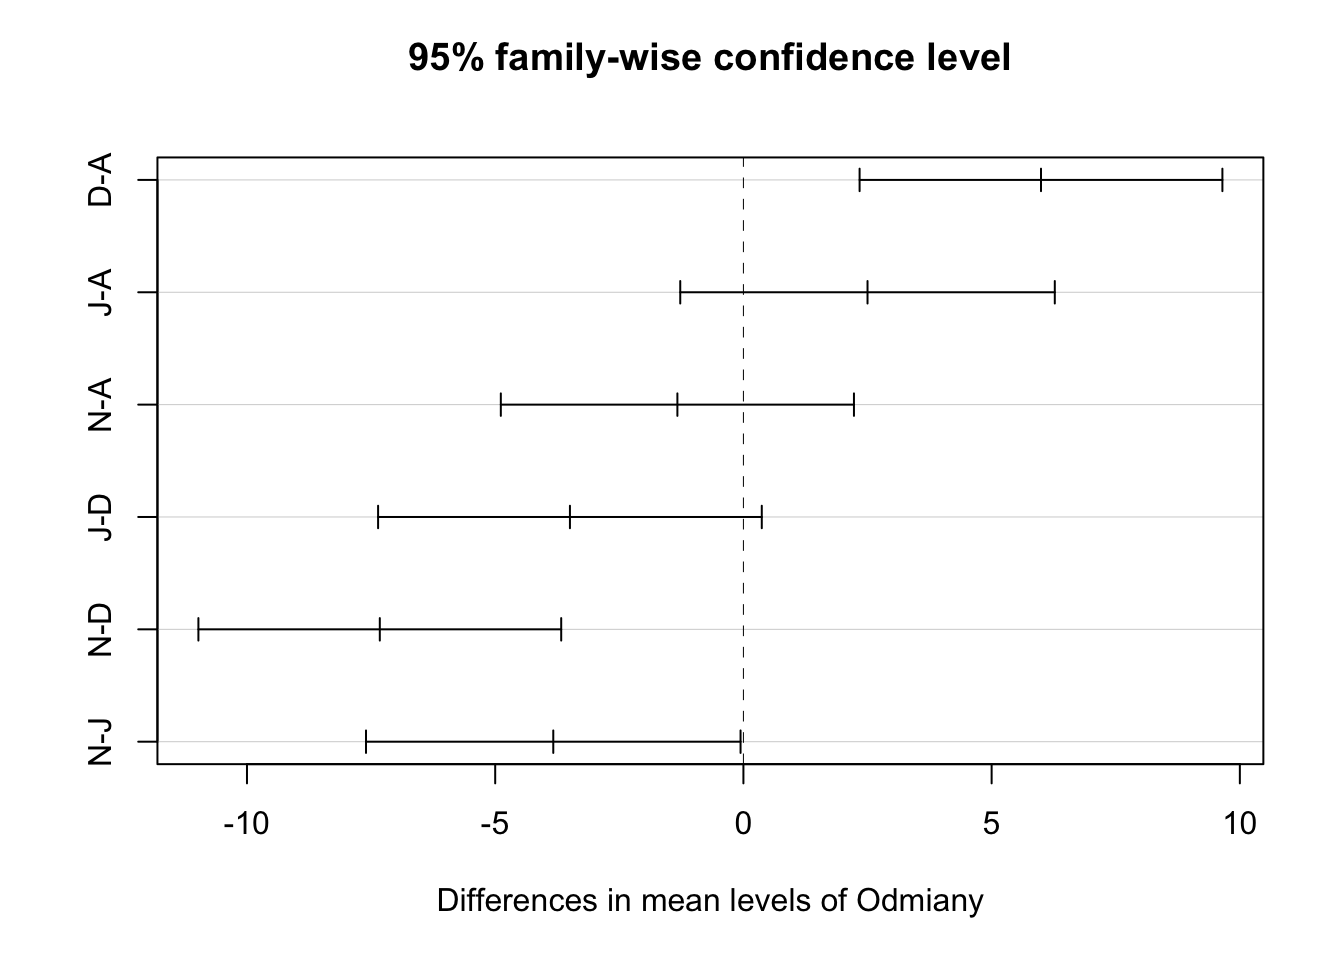 95% family-wise confidence level
D-A
J-A
N-A
J-D
N-D
N-J
-10 -5 0 5 10
Differences in mean levels of Odmiany